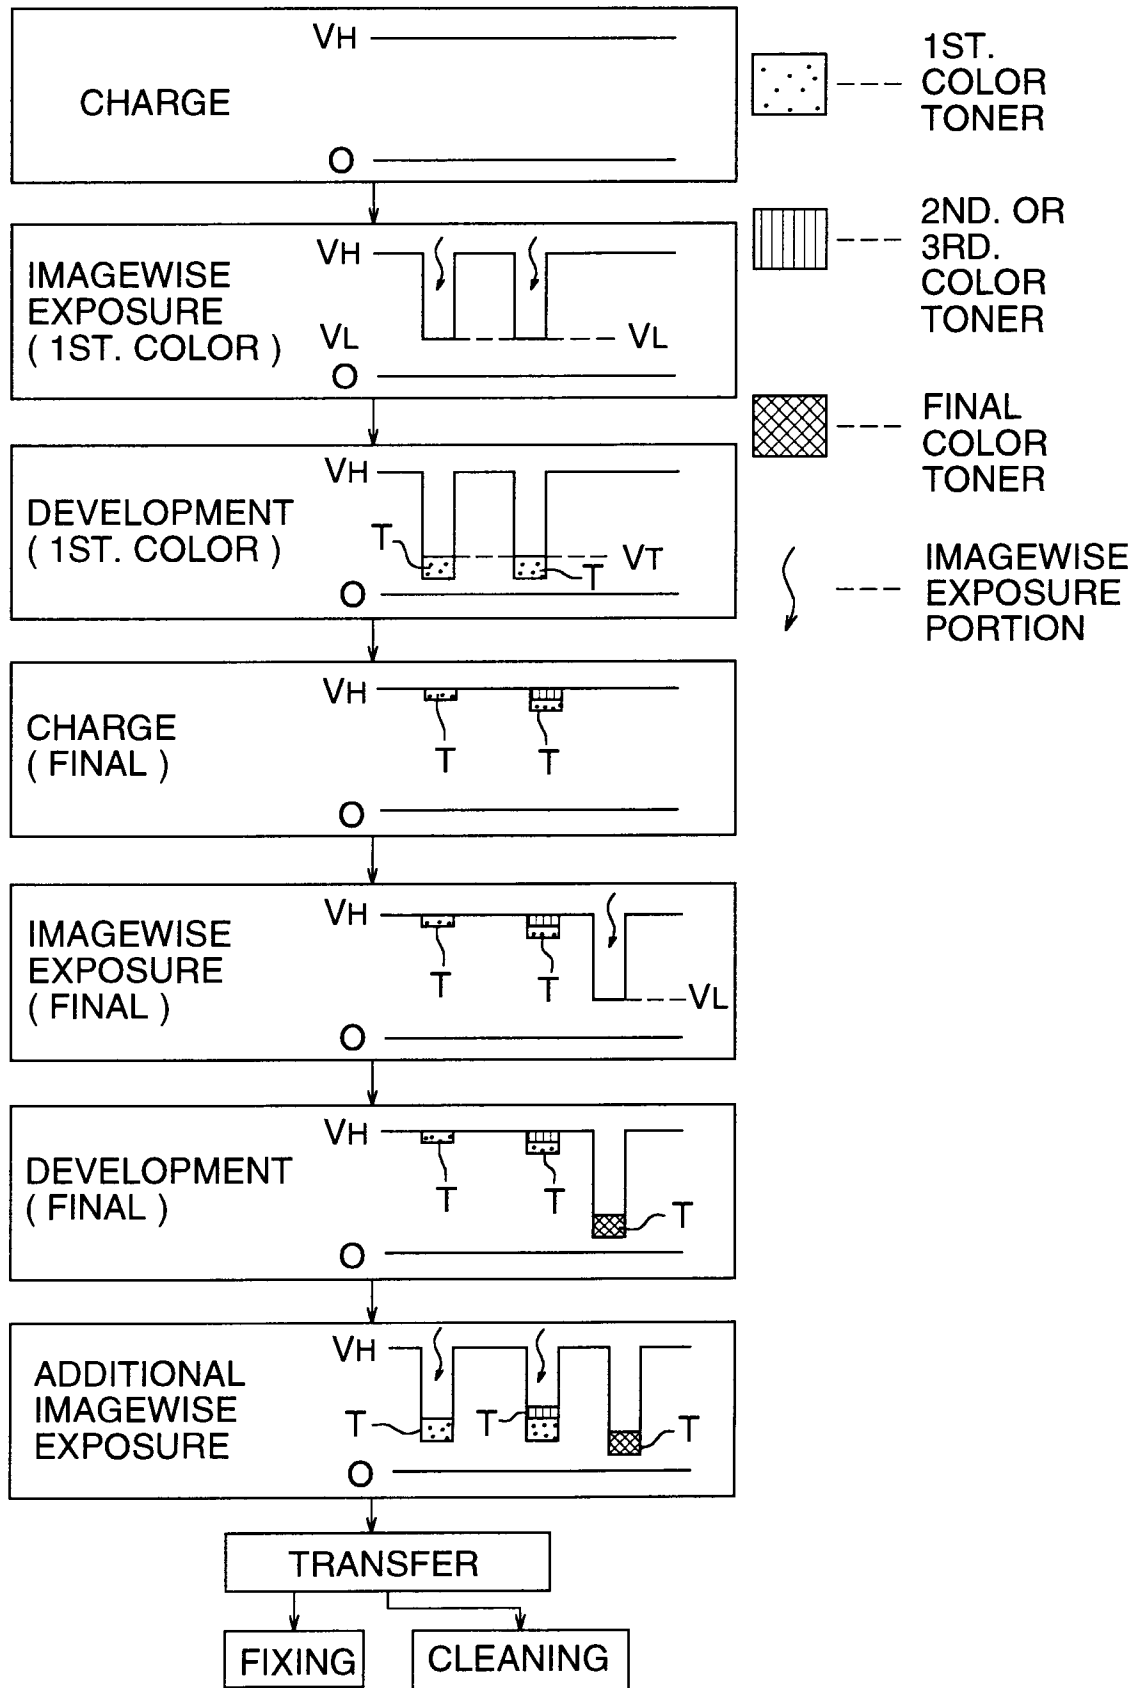 CHARGE
VH
O
IMAGEWISE
EXPOSURE
( 1ST. COLOR )
VH
VL
VL
O
DEVELOPMENT
( 1ST. COLOR )
VH
T
T
VT
O
CHARGE
( FINAL )
VH
T
T
O
IMAGEWISE
EXPOSURE
( FINAL )
VH
T
T
VL
O
DEVELOPMENT
( FINAL )
VH
T
T
T
O
ADDITIONAL
IMAGEWISE
EXPOSURE
VH
T
T
T
O
TRANSFER
FIXING
CLEANING
1ST.
COLOR
TONER
2ND. OR
3RD.
COLOR
TONER
FINAL
COLOR
TONER
IMAGEWISE
EXPOSURE
PORTION